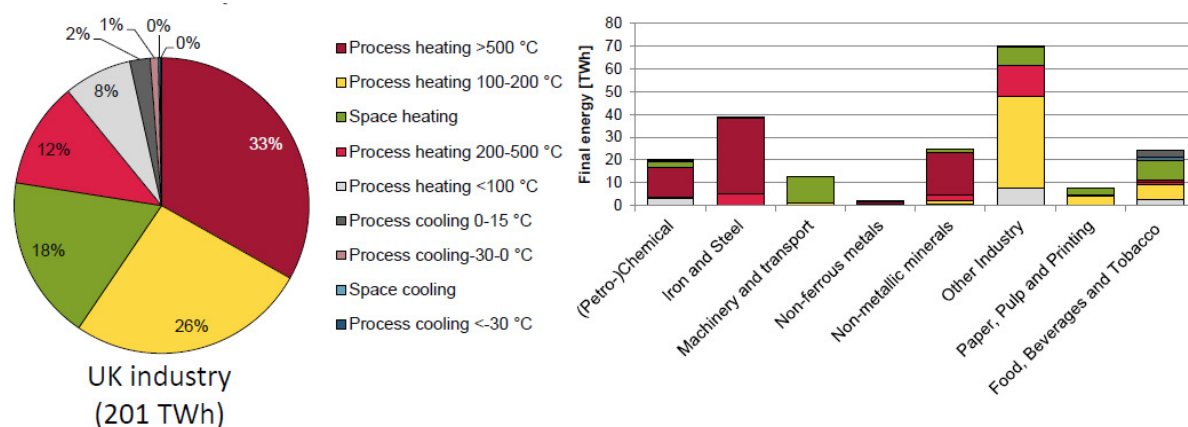 33%
26%
18%
12%
8%
2%
1%
0%
0%
UK industry
(201 TWh)
Process heating >500 °C
Process heating 100-200 °C
Space heating
Process heating 200-500 °C
Process heating <100 °C
Process cooling 0-15 °C
Process cooling-30-0 °C
Space cooling
Process cooling <-30 °C
Final energy [TWh]
80
70
60
50
40
30
20
10
0
(Petro-)Chemical
Iron and Steel
Machinery and transport
Non-ferrous metals
Non-metallic minerals
Other Industry
Paper, Pulp and Printing
Food, Beverages and Tobacco